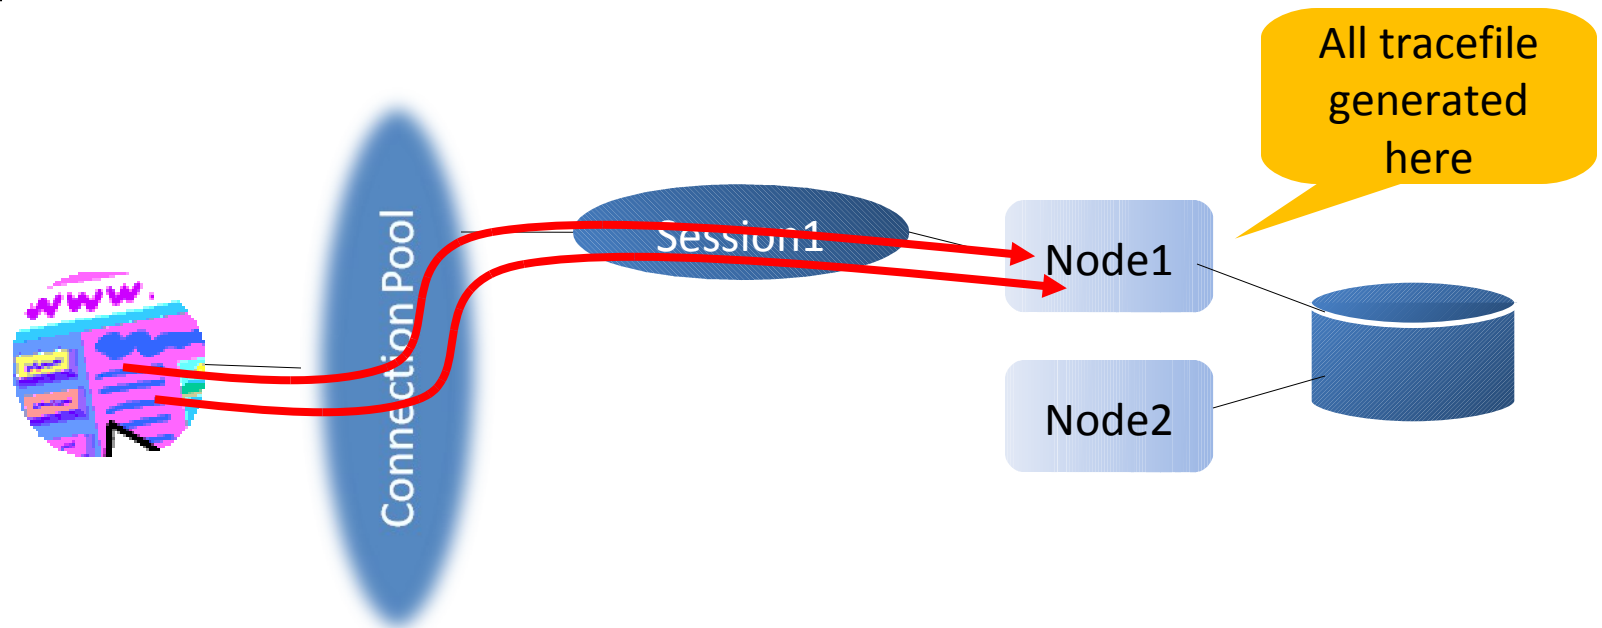 All tracefile
generated
here
Connection Pool
Session1
Node1
Node2
www